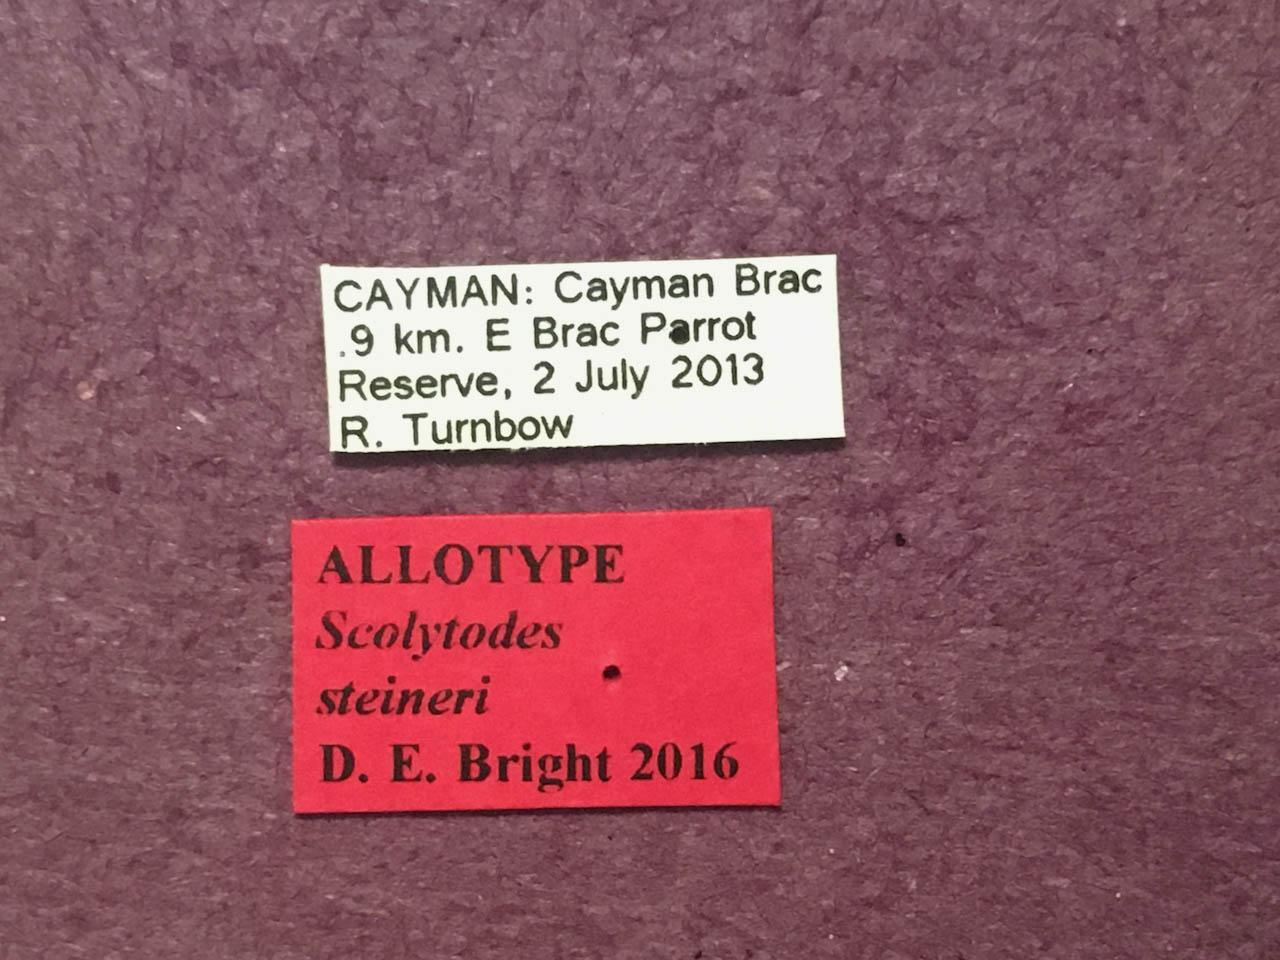 CAYMAN: Cayman Brac
.9 km. E Brac Parrot
Reserve, 2 July 2013
R. Turnbow
ALLOTYPE
Scolytodes
steineri
D. E. Bright 2016